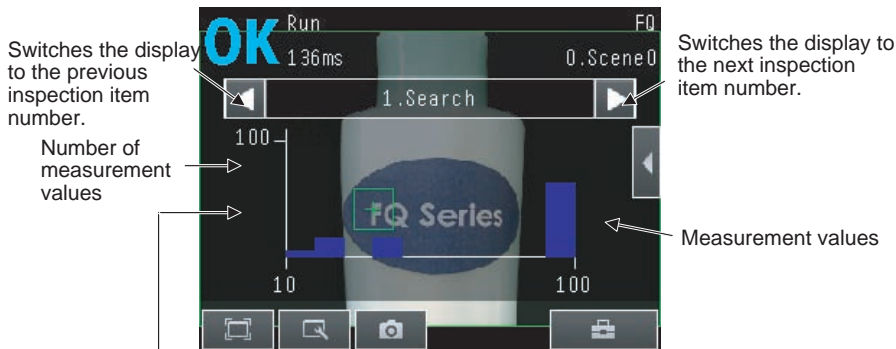 Switches the display
to the previous
inspection item
number.
Number of
measurement
values
OK
Run
FQ
136ms
0.Scene0
1.Search
100
FQ Series
10
100
Switches the display to
the next inspection
item number.
Measurement values